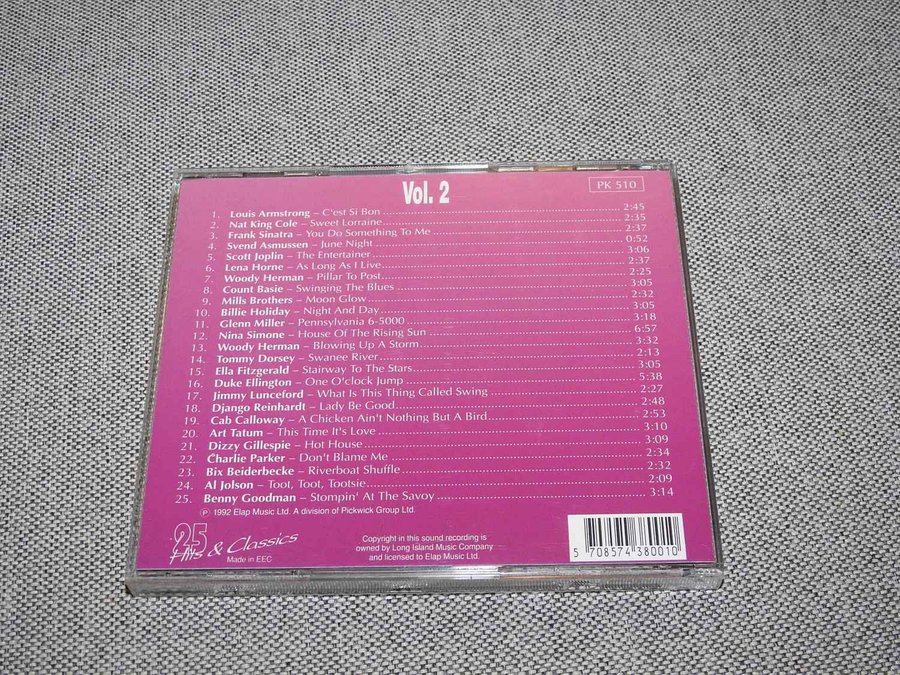 Vol. 2
PK 510
1. Louis Armstrong – C'est Si Bon 2:45
2. Nat King Cole – Sweet Lorraine 2:35
3. Frank Sinatra – You Do Something To Me 2:37
4. Svend Asmussen – June Night 0:52
5. Scott Joplin – The Entertainer 3:06
6. Lena Horne – As Long As I Live 2:37
7. Woody Herman – Pillar To Post 2:25
8. Count Basie – Swinging The Blues 3:05
9. Mills Brothers – Moon Glow 2:32
10. Billie Holiday – Night And Day 3:05
11. Glenn Miller – Pennsylvania 6-5000 3:18
12. Nina Simone – House Of The Rising Sun 6:57
13. Woody Herman – Blowing Up A Storm 3:32
14. Tommy Dorsey – Swanee River 2:13
15. Ella Fitzgerald – Stairway To The Stars 3:05
16. Duke Ellington – One O'clock Jump 5:38
17. Jimmy Lunceford – What Is This Thing Called Swing 2:27
18. Django Reinhardt – Lady Be Good 2:48
19. Cab Calloway – A Chicken Ain't Nothing But A Bird 2:53
20. Art Tatum – This Time It's Love 3:10
21. Dizzy Gillespie – Hot House 3:09
22. Charlie Parker – Don't Blame Me 2:34
23. Bix Beiderbecke – Riverboat Shuffle 2:32
24. Al Jolson – Toot, Toot, Tootsie 2:09
25. Benny Goodman – Stompin' At The Savoy 3:14
℗ 1992 Elap Music Ltd. A division of Pickwick Group Ltd.
25
Hits & Classics
Made in EEC
Copyright in this sound recording is
owned by Long Island Music Company
and licensed to Elap Music Ltd.
5 708574 380010